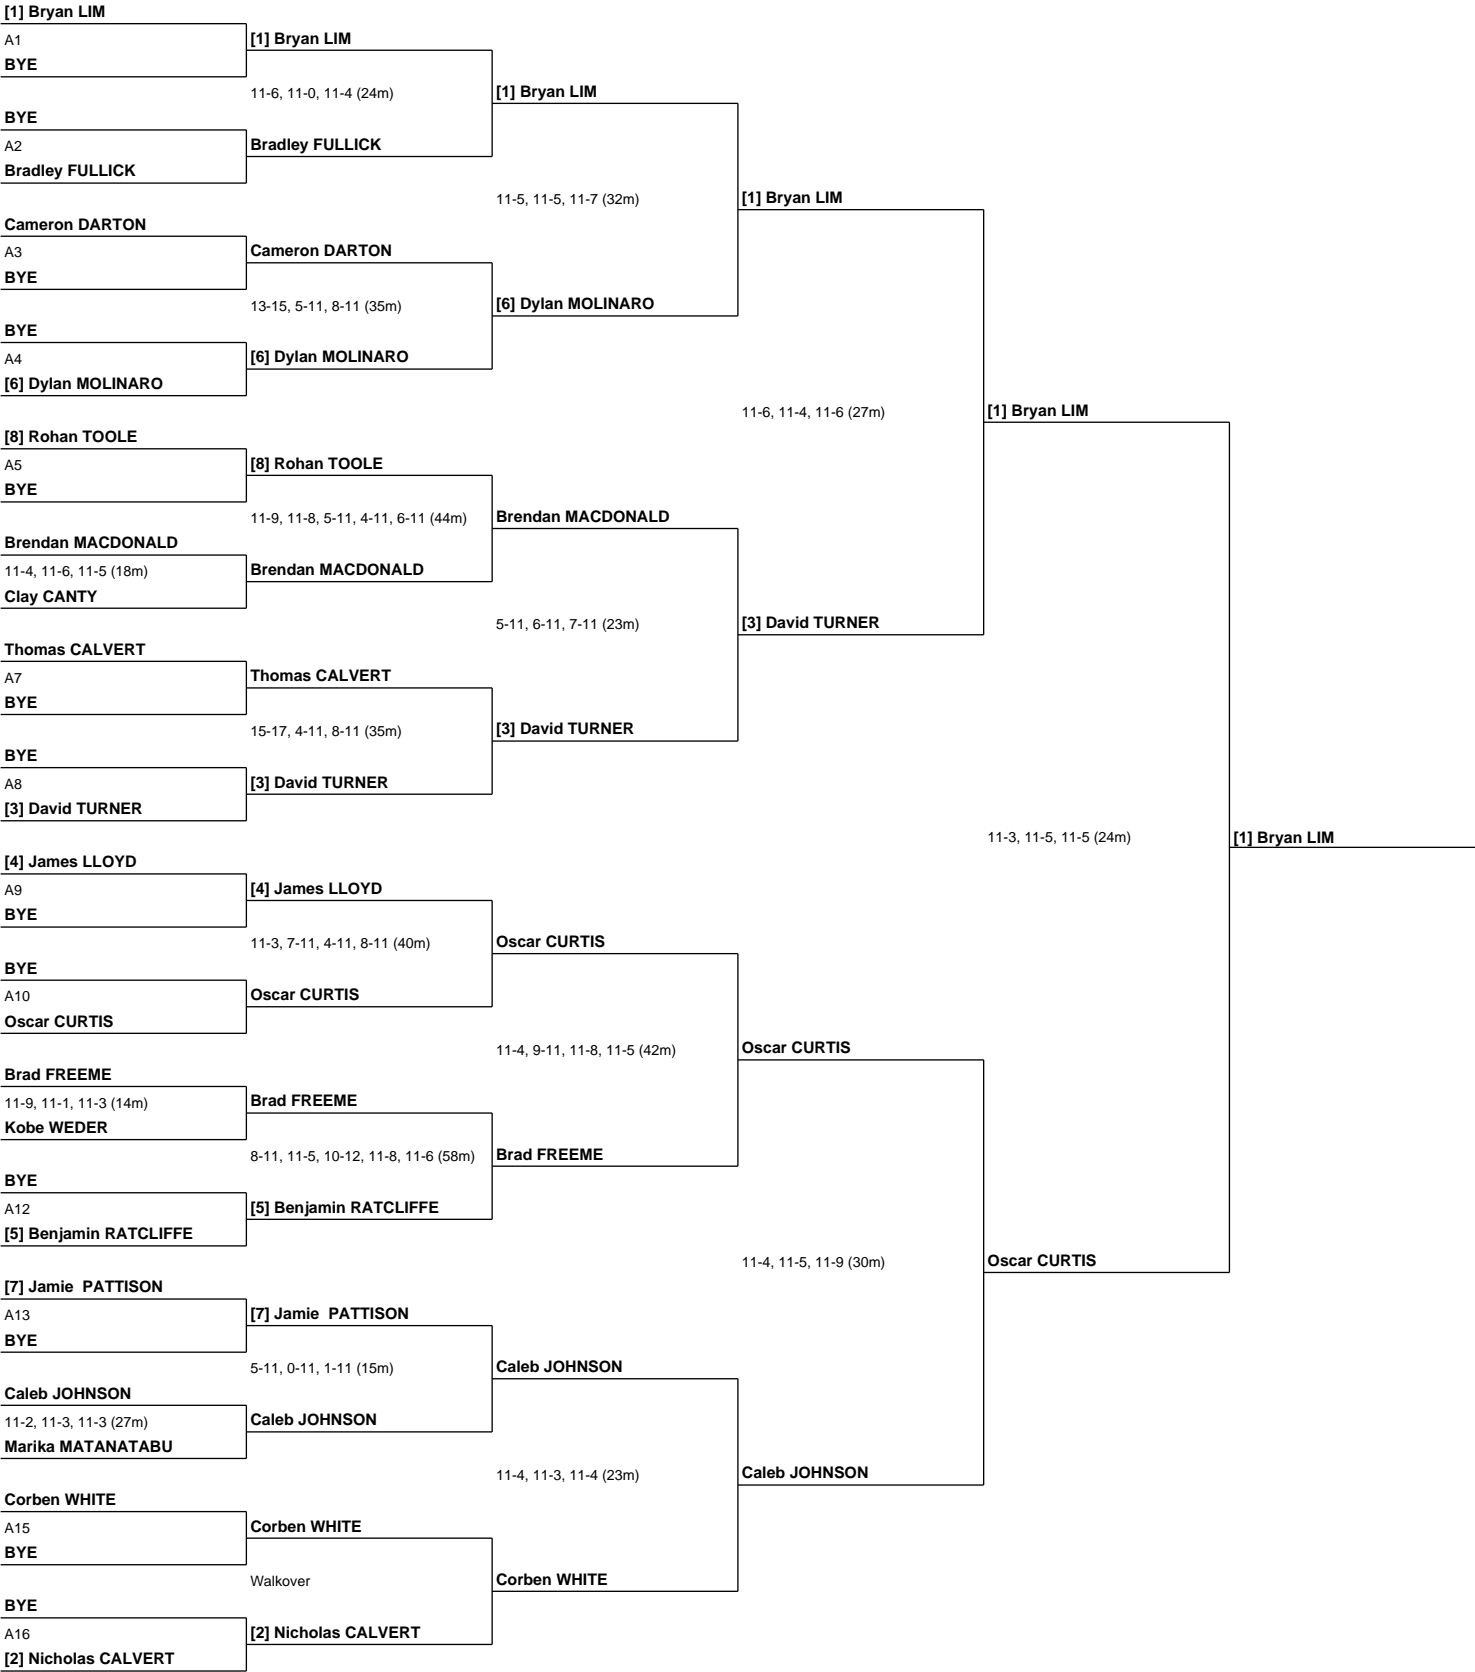 [1] Bryan LIM
A1
BYE
BYE
A2
Bradley FULLICK
Cameron DARTON
A3
BYE
BYE
A4
[6] Dylan MOLINARO
[8] Rohan TOOLE
A5
BYE
Brendan MACDONALD
11-4, 11-6, 11-5 (18m)
Clay CANTY
Thomas CALVERT
A7
BYE
BYE
A8
[3] David TURNER
[4] James LLOYD
A9
BYE
BYE
A10
Oscar CURTIS
Brad FREEME
11-9, 11-1, 11-3 (14m)
Kobe WEDER
BYE
A12
[5] Benjamin RATCLIFFE
[7] Jamie  PATTISON
A13
BYE
Caleb JOHNSON
11-2, 11-3, 11-3 (27m)
Marika MATANATABU
Corben WHITE
A15
BYE
BYE
A16
[2] Nicholas CALVERT
[1] Bryan LIM
11-6, 11-0, 11-4 (24m)
Bradley FULLICK
Cameron DARTON
13-15, 5-11, 8-11 (35m)
[6] Dylan MOLINARO
[8] Rohan TOOLE
11-9, 11-8, 5-11, 4-11, 6-11 (44m)
Brendan MACDONALD
Thomas CALVERT
15-17, 4-11, 8-11 (35m)
[3] David TURNER
[4] James LLOYD
11-3, 7-11, 4-11, 8-11 (40m)
Oscar CURTIS
Brad FREEME
8-11, 11-5, 10-12, 11-8, 11-6 (58m)
[5] Benjamin RATCLIFFE
[7] Jamie  PATTISON
5-11, 0-11, 1-11 (15m)
Caleb JOHNSON
Corben WHITE
Walkover
[2] Nicholas CALVERT
[1] Bryan LIM
11-5, 11-5, 11-7 (32m)
[6] Dylan MOLINARO
Brendan MACDONALD
5-11, 6-11, 7-11 (23m)
[3] David TURNER
Oscar CURTIS
11-4, 9-11, 11-8, 11-5 (42m)
Brad FREEME
Caleb JOHNSON
11-4, 11-3, 11-4 (23m)
Corben WHITE
[1] Bryan LIM
11-6, 11-4, 11-6 (27m)
[3] David TURNER
Oscar CURTIS
11-4, 11-5, 11-9 (30m)
Caleb JOHNSON
[1] Bryan LIM
11-3, 11-5, 11-5 (24m)
Oscar CURTIS
[1] Bryan LIM